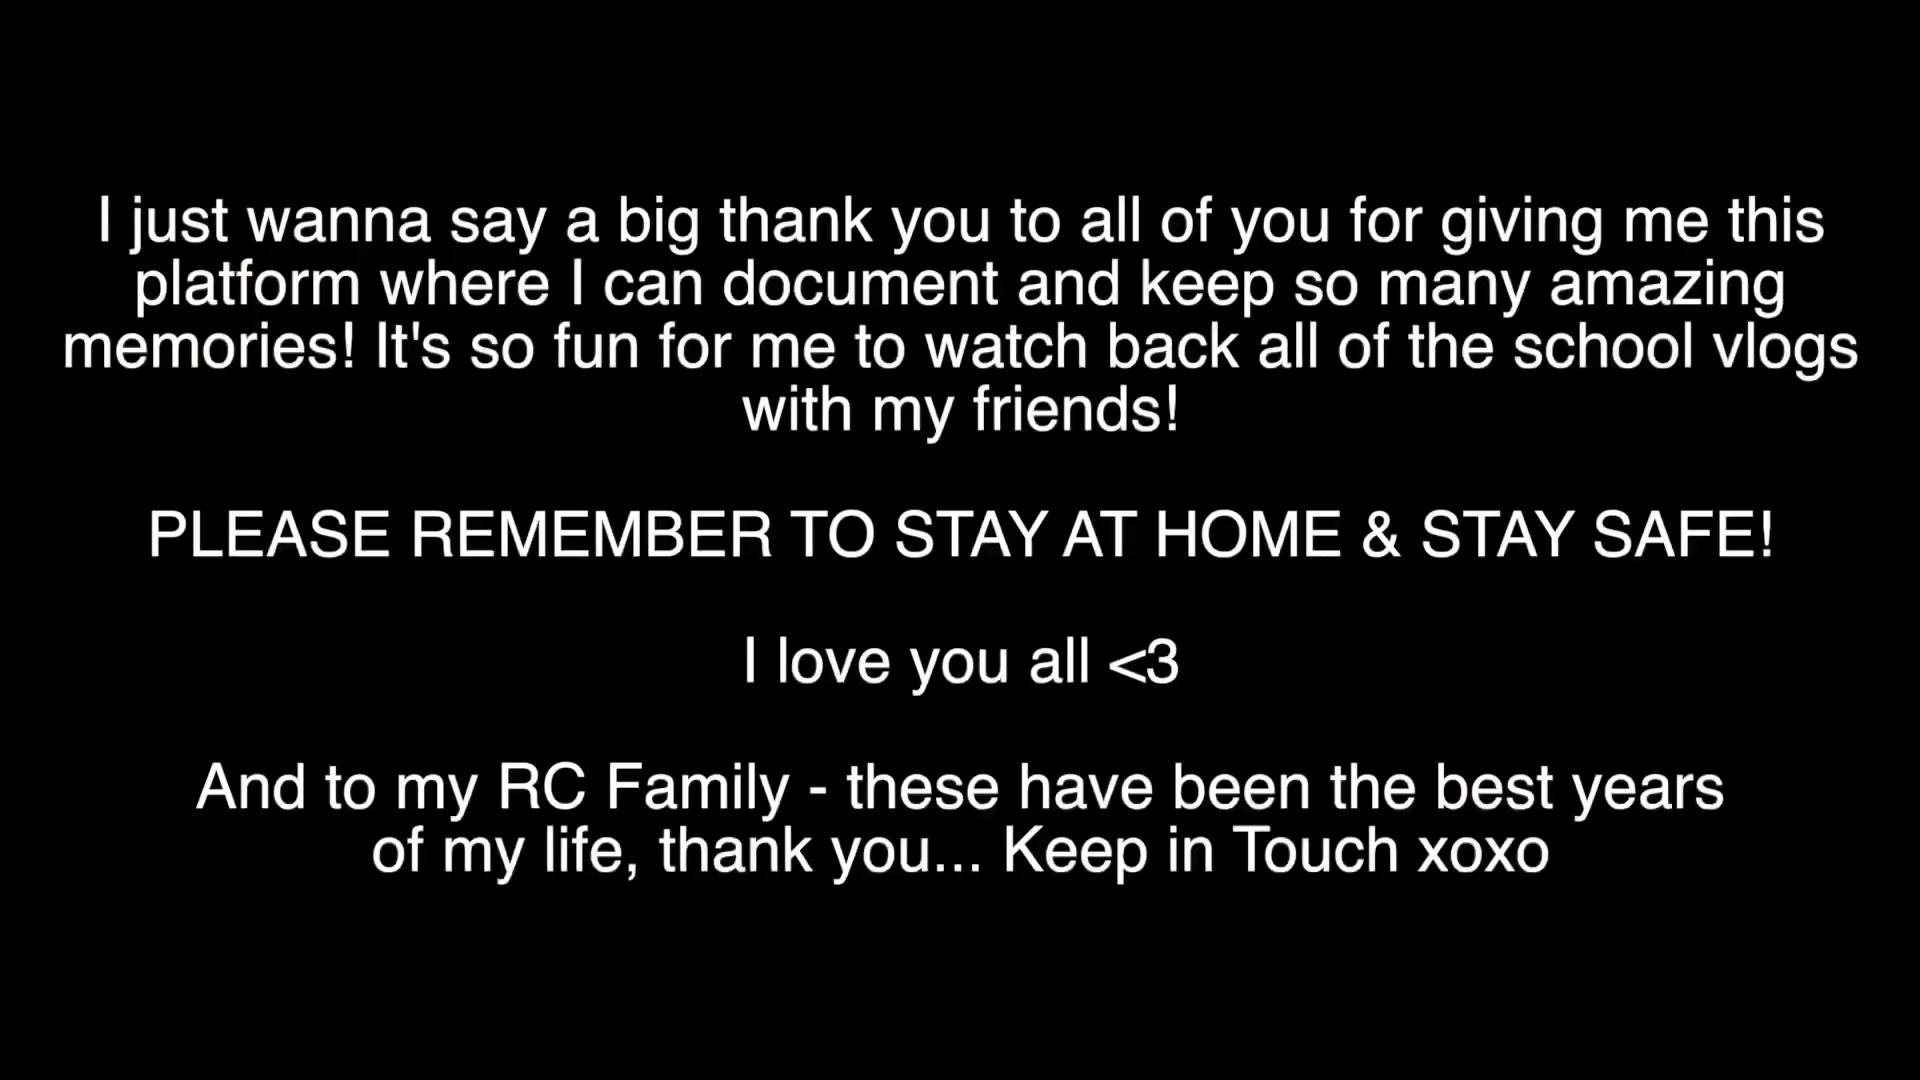 I just wanna say a big thank you to all of you for giving me this
platform where I can document and keep so many amazing
memories! It's so fun for me to watch back all of the school vlogs
with my friends!
PLEASE REMEMBER TO STAY AT HOME & STAY SAFE!
I love you all <3
And to my RC Family - these have been the best years
of my life, thank you... Keep in Touch xoxo